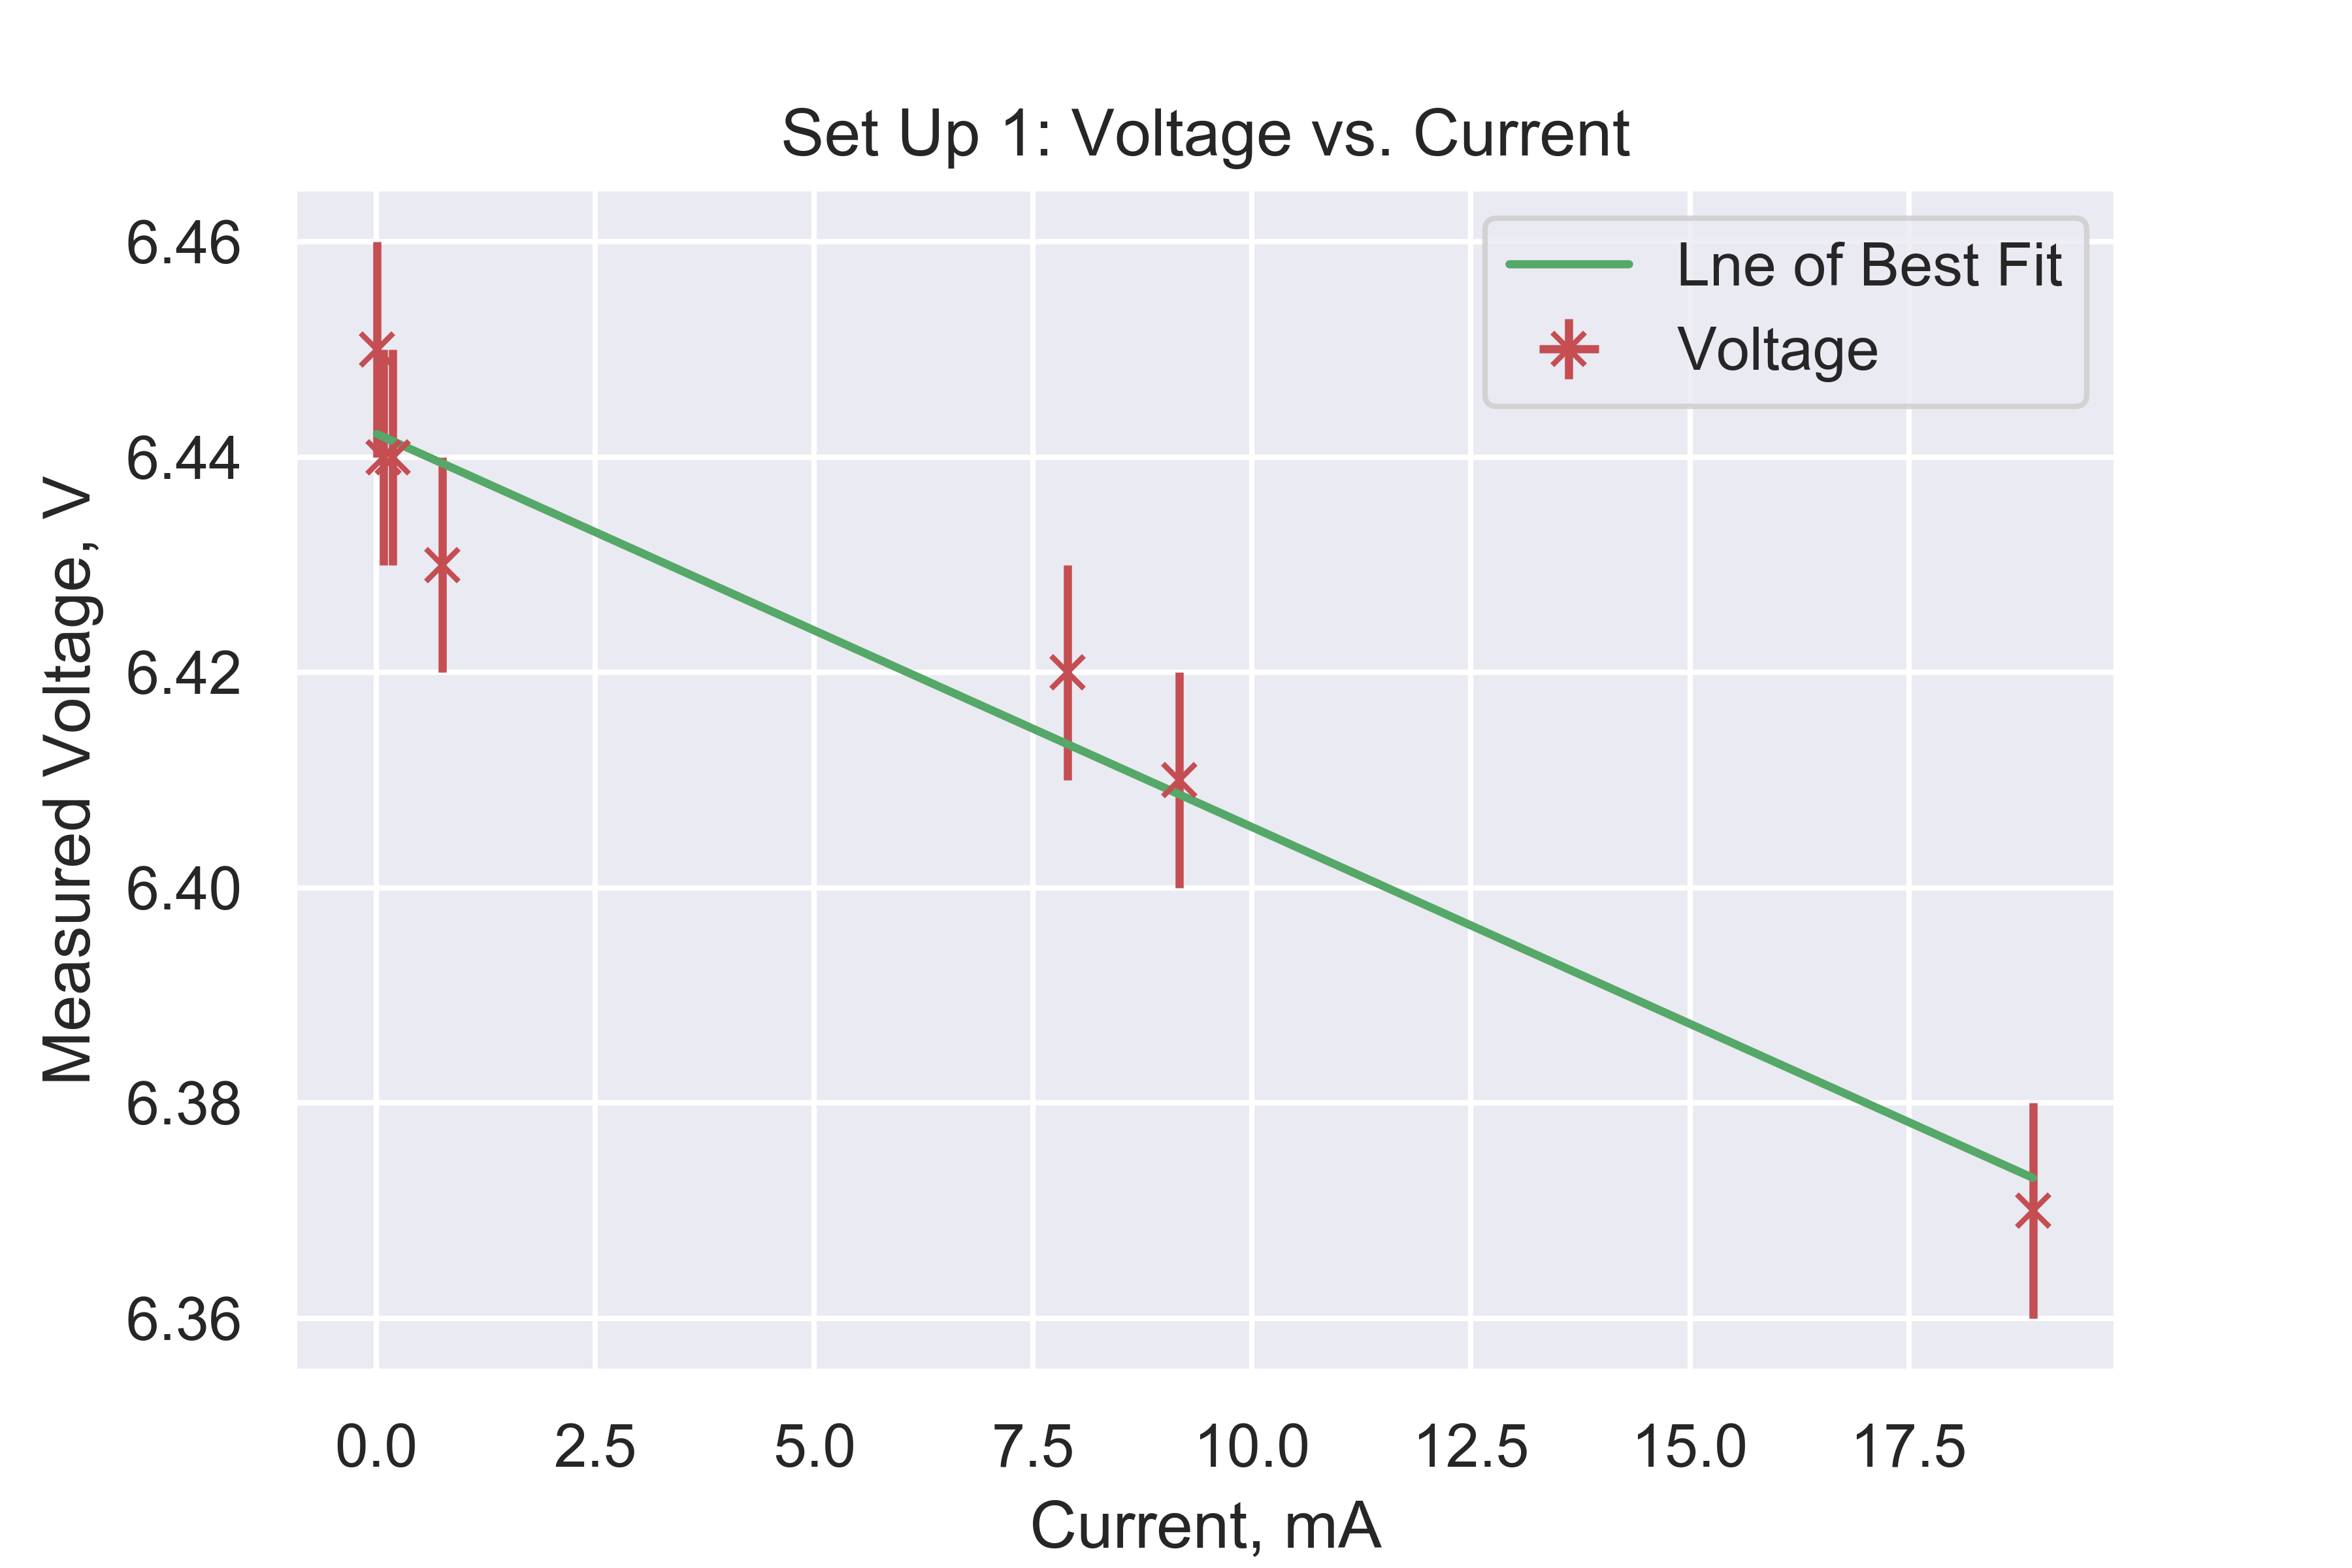 Set Up 1: Voltage vs. Current
Lne of Best Fit
Voltage
Measured Voltage, V
6.46
6.44
6.42
6.40
6.38
6.36
0.0 2.5 5.0 7.5 10.0 12.5 15.0 17.5
Current, mA